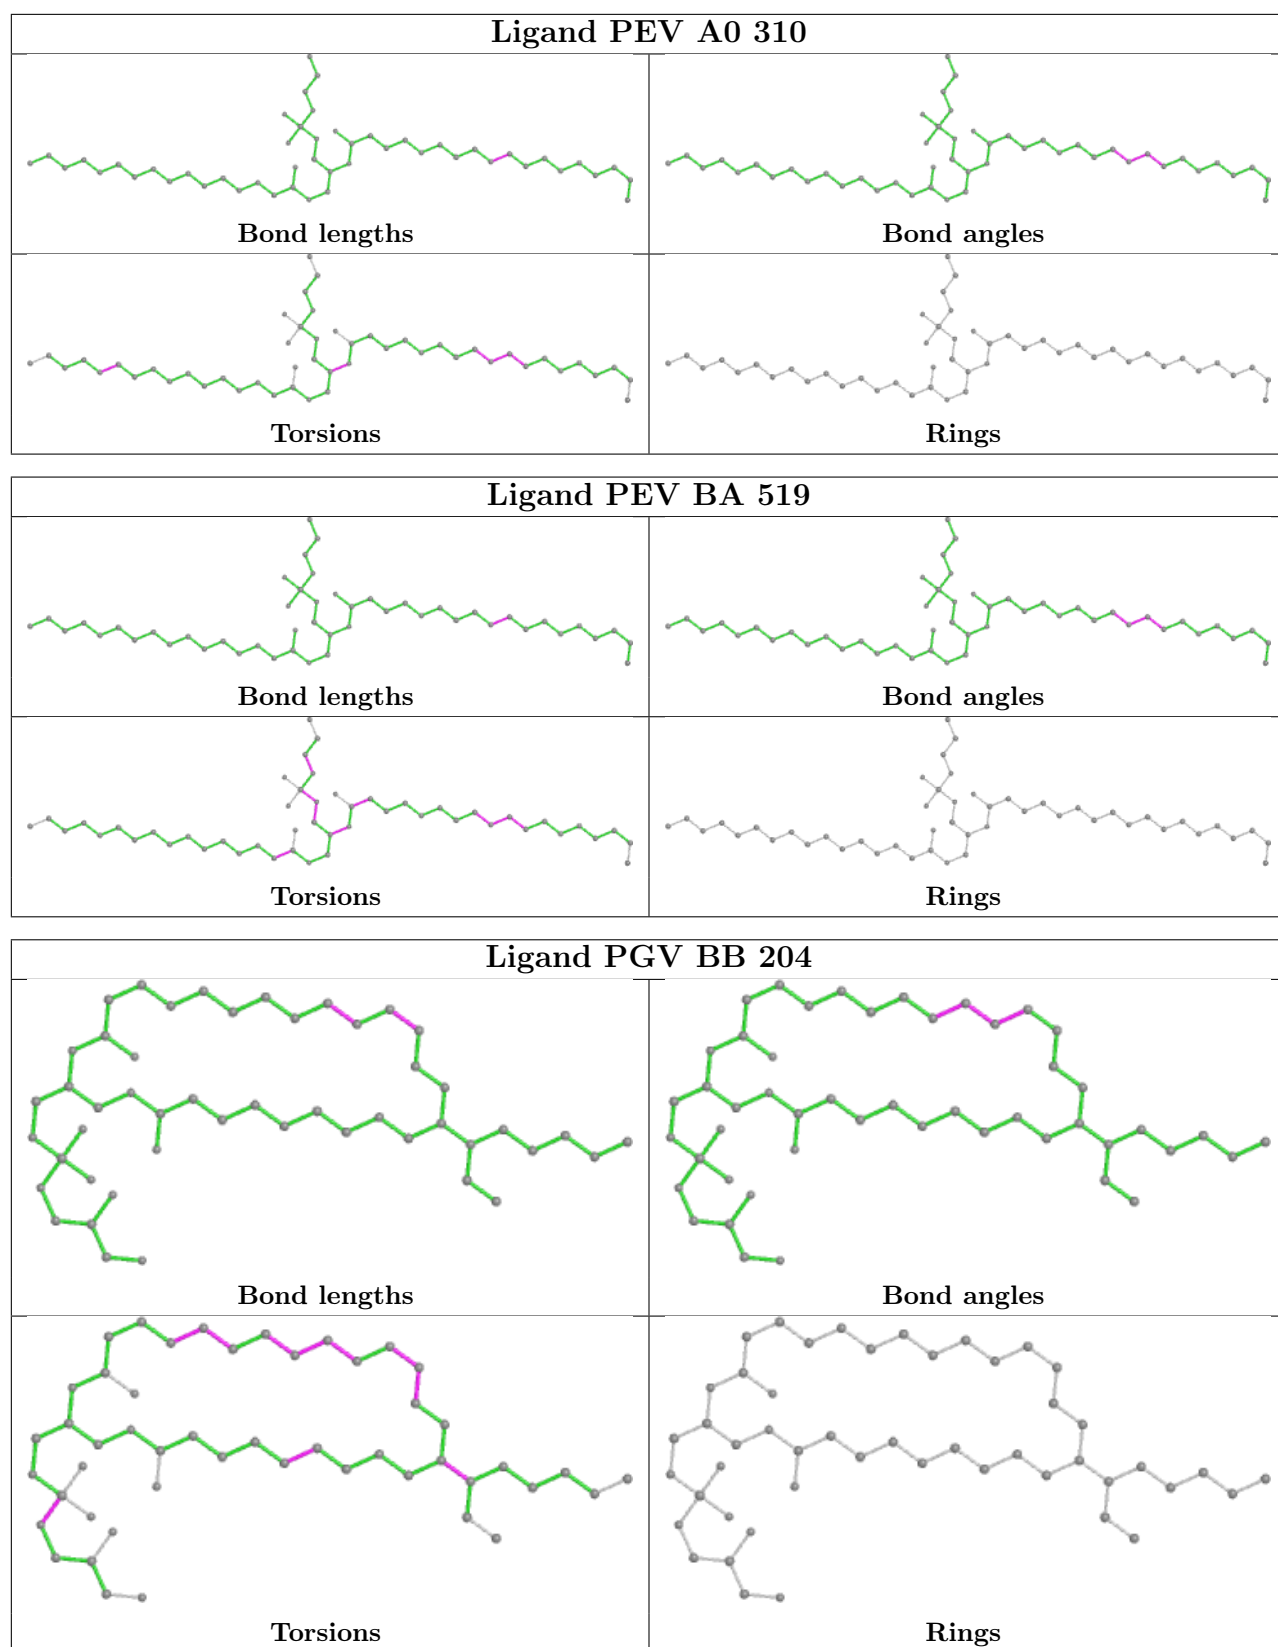 Ligand PEV A0 310
Bond lengths
Bond angles
Torsions
Rings
Ligand PEV BA 519
Bond lengths
Bond angles
Torsions
Rings
Ligand PGV BB 204
Bond lengths
Bond angles
Torsions
Rings